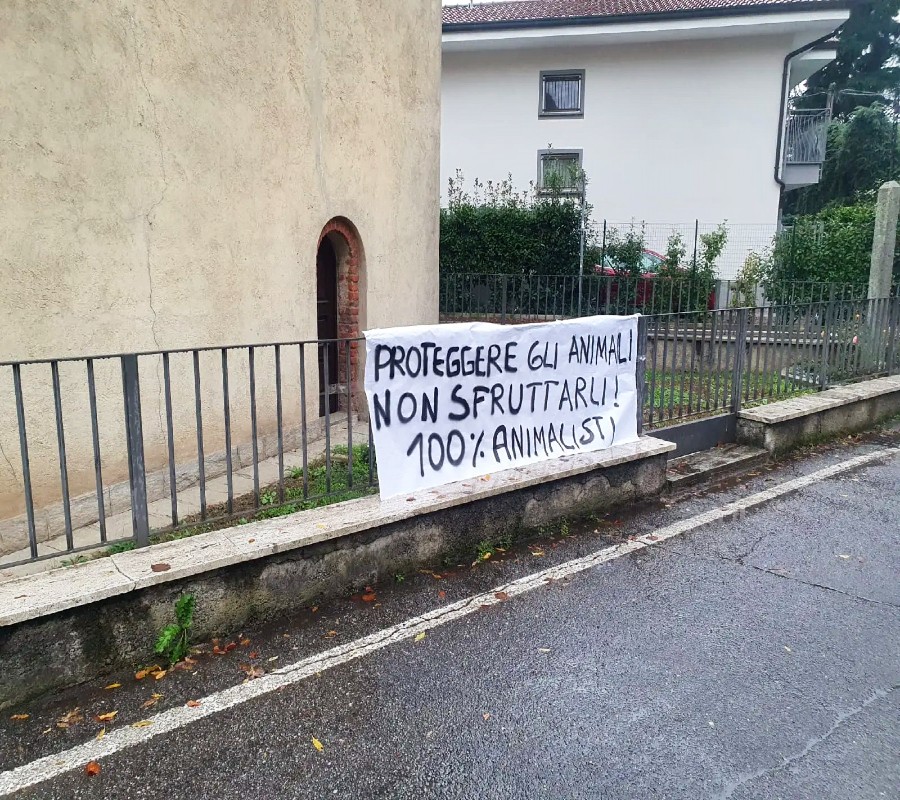 PROTEGGERE GLI ANIMALI
NON SFRUTTARLI!
100% ANIMALISTI